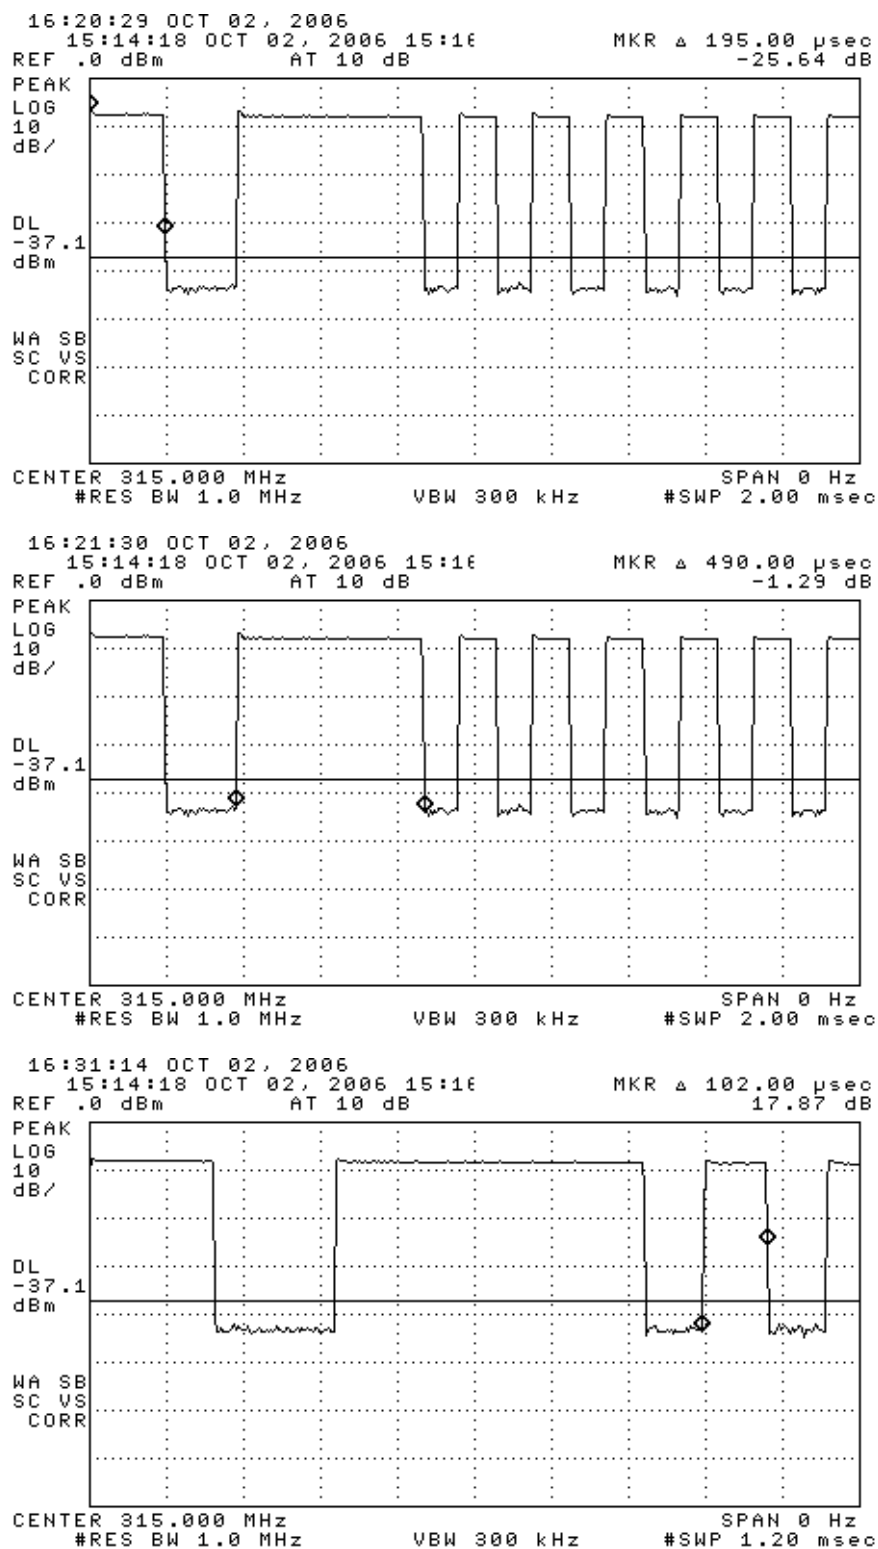 16:20:29 OCT 02, 2006
15:14:18 OCT 02, 2006 15:16 MKR Δ 195.00 µsec
REF .0 dBm AT 10 dB -25.64 dB
PEAK
LOG
10
dB/
DL
-37.1
dBm
WA SB
SC VS
CORR
CENTER 315.000 MHz SPAN 0 Hz
#RES BW 1.0 MHz VBW 300 kHz #SWP 2.00 msec
16:21:30 OCT 02, 2006
15:14:18 OCT 02, 2006 15:16 MKR Δ 490.00 µsec
REF .0 dBm AT 10 dB -1.29 dB
PEAK
LOG
10
dB/
DL
-37.1
dBm
WA SB
SC VS
CORR
CENTER 315.000 MHz SPAN 0 Hz
#RES BW 1.0 MHz VBW 300 kHz #SWP 2.00 msec
16:31:14 OCT 02, 2006
15:14:18 OCT 02, 2006 15:16 MKR Δ 102.00 µsec
REF .0 dBm AT 10 dB 17.87 dB
PEAK
LOG
10
dB/
DL
-37.1
dBm
WA SB
SC VS
CORR
CENTER 315.000 MHz SPAN 0 Hz
#RES BW 1.0 MHz VBW 300 kHz #SWP 1.20 msec